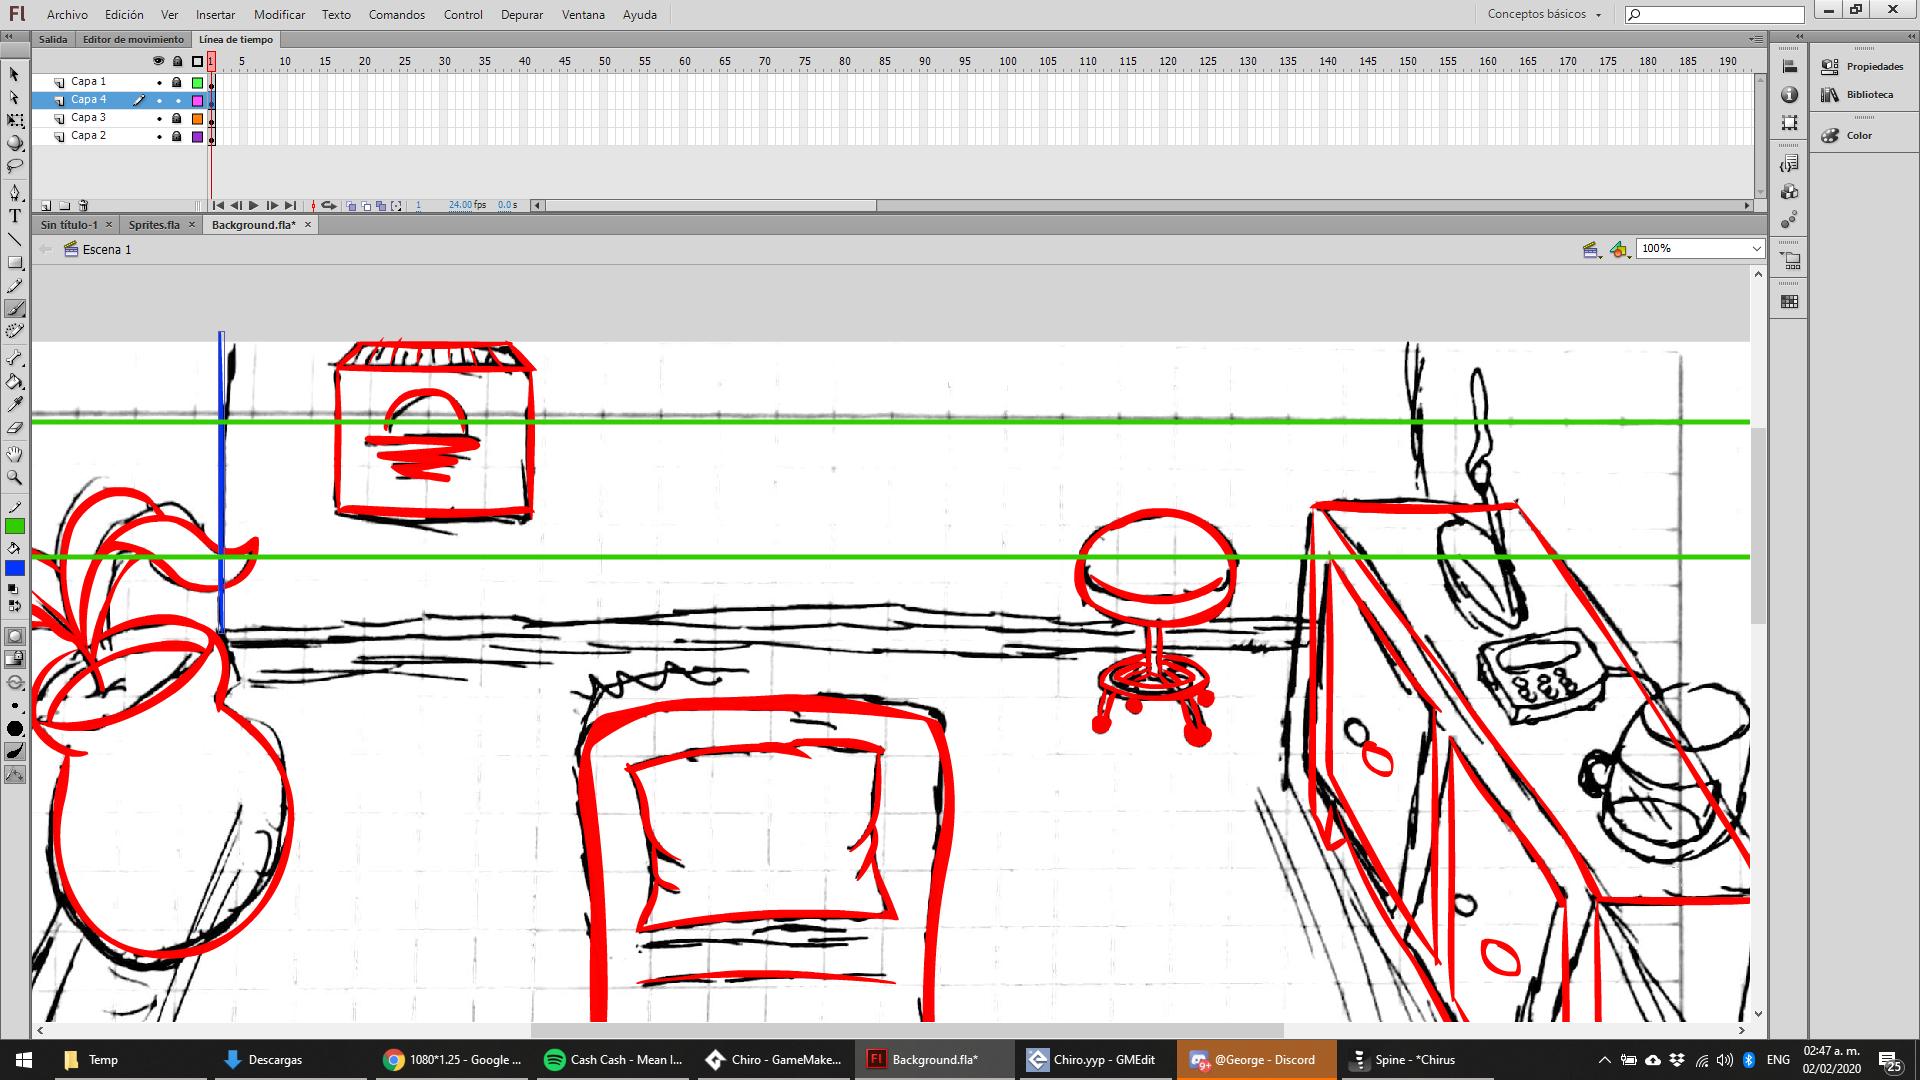 Fl Archivo Edición Ver Insertar Modificar Texto Comandos Control Depurar Ventana Ayuda Conceptos básicos
Salida Editor de movimiento Línea de tiempo
1 5 10 15 20 25 30 35 40 45 50 55 60 65 70 75 80 85 90 95 100 105 110 115 120 125 130 135 140 145 150 155 160 165 170 175 180 185 190
Capa 1
Capa 4
Capa 3
Capa 2
1 24.00 fps 0.0 s
Sin título-1 Sprites.fla Background.fla*
Escena 1 100%
Propiedades
Biblioteca
Color
T
Temp Descargas 1080*1.25 - Google ... Cash Cash - Mean I... Chiro - GameMake... Fl Background.fla* Chiro.yyp - GMEdit 9+ @George - Discord Spine - *Chirus ENG 02:47 a. m.
02/02/2020 25